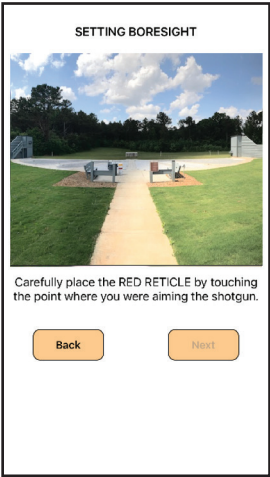 SETTING BORESIGHT
Carefully place the RED RETICLE by touching
the point where you were aiming the shotgun.
Back
Next